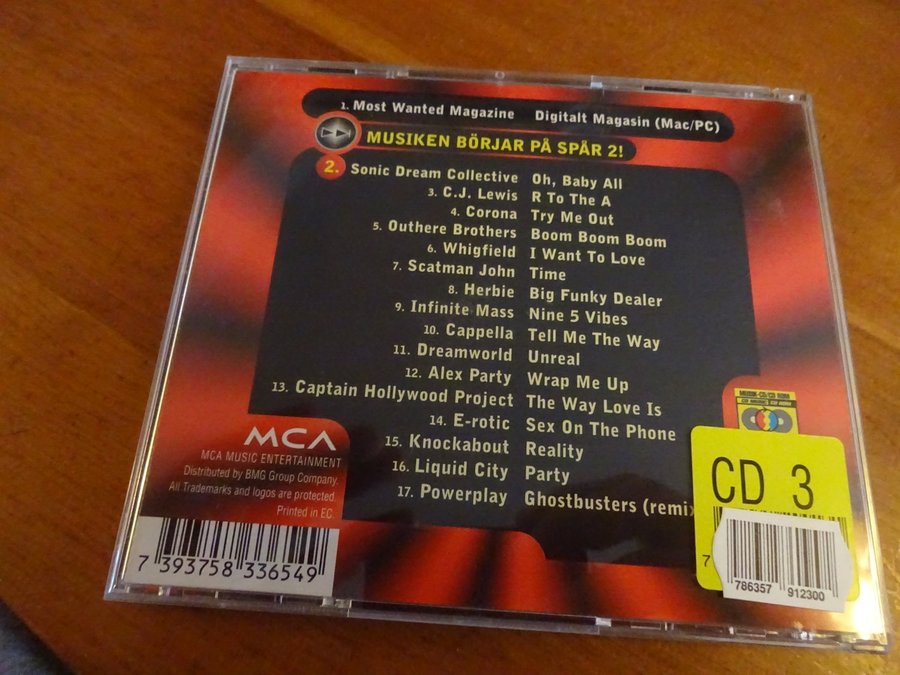 1. Most Wanted Magazine Digitalt Magasin (Mac/PC)
MUSIKEN BÖRJAR PÅ SPÅR 2!
2. Sonic Dream Collective Oh, Baby All
3. C.J. Lewis R To The A
4. Corona Try Me Out
5. Outhere Brothers Boom Boom Boom
6. Whigfield I Want To Love
7. Scatman John Time
8. Herbie Big Funky Dealer
9. Infinite Mass Nine 5 Vibes
10. Cappella Tell Me The Way
11. Dreamworld Unreal
12. Alex Party Wrap Me Up
13. Captain Hollywood Project The Way Love Is
14. E-rotic Sex On The Phone
15. Knockabout Reality
16. Liquid City Party
17. Powerplay Ghostbusters (remix
MUSIK-CD/CD ROM
MCA
MCA MUSIC ENTERTAINMENT
Distributed by BMG Group Company.
All Trademarks and logos are protected.
Printed in EC.
7 393758 336549
CD 3
7
786357 912300